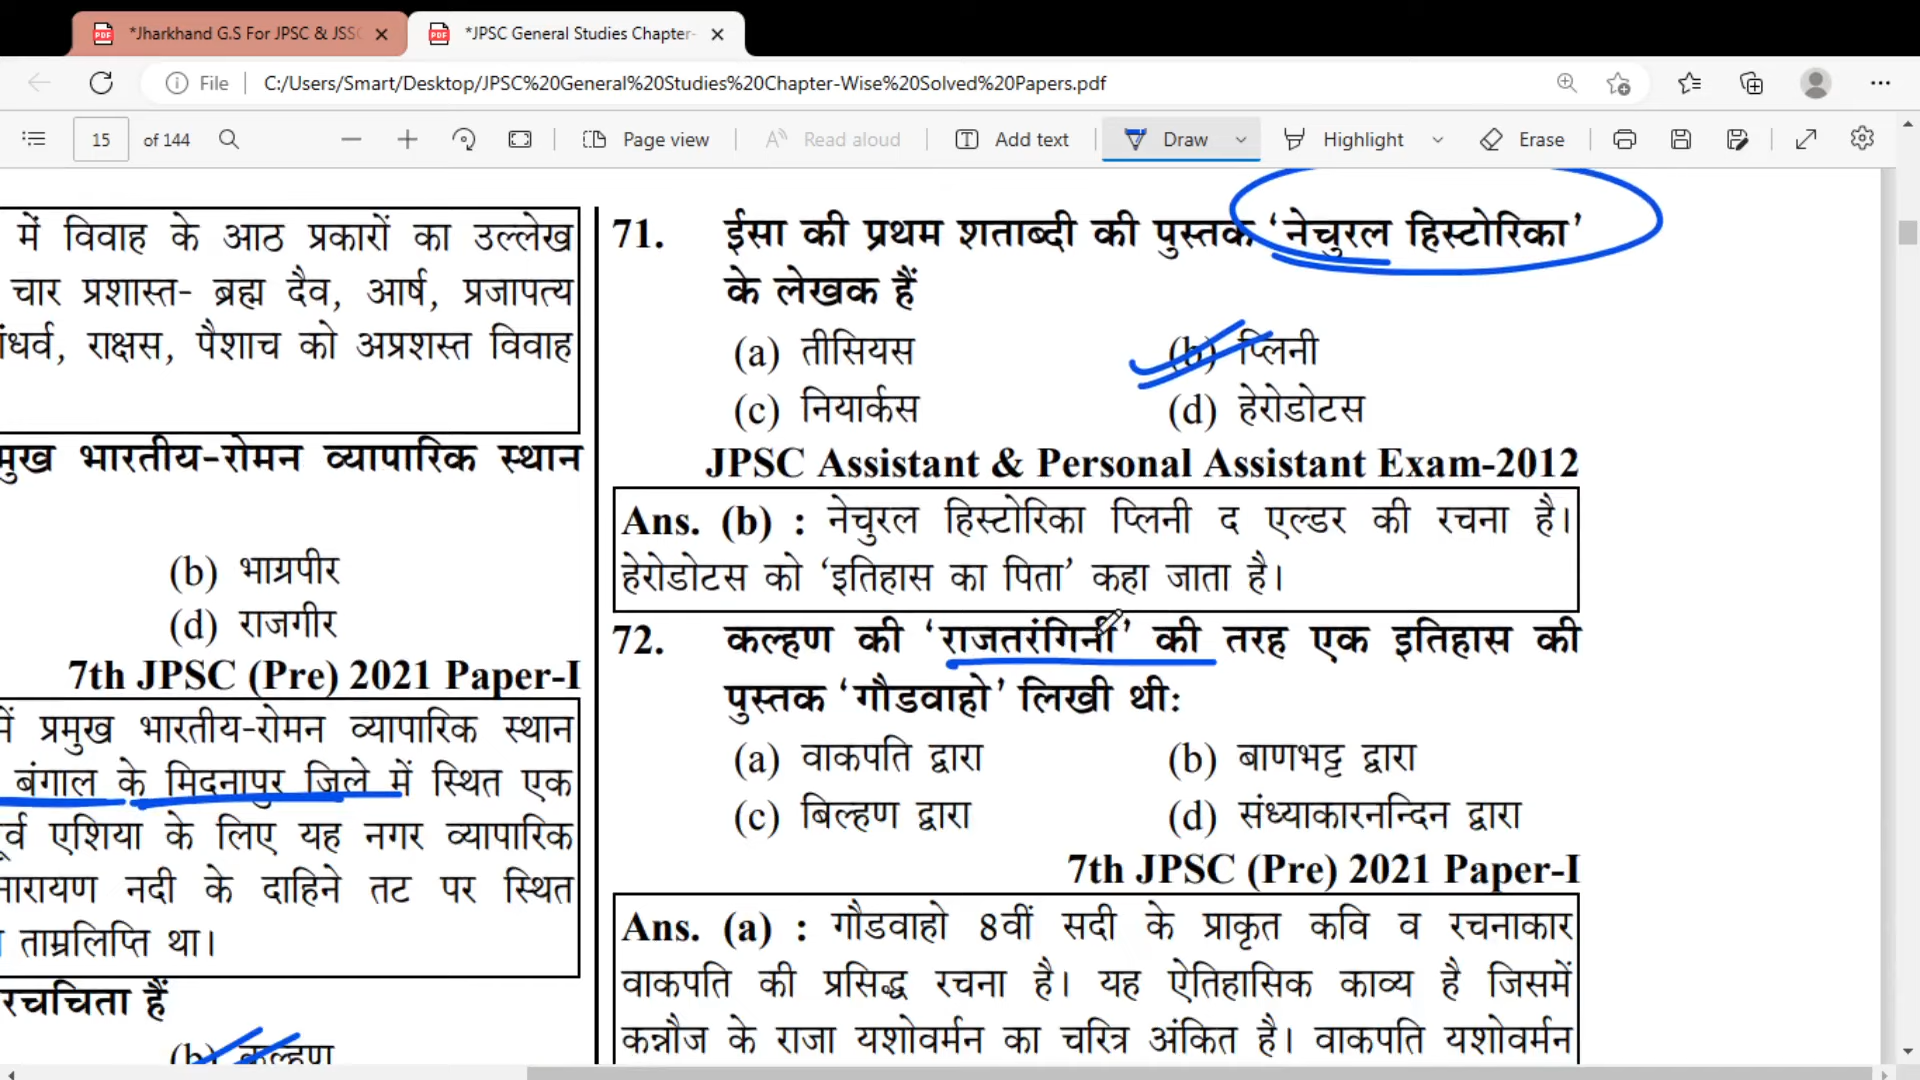 *Jharkhand G.S For JPSC & JSSC
*JPSC General Studies Chapter-
File
C:/Users/Smart/Desktop/JPSC%20General%20Studies%20Chapter-Wise%20Solved%20Papers.pdf
15 of 144
Page view
Read aloud
Add text
Draw
Highlight
Erase
में विवाह के आठ प्रकारों का उल्लेख
चार प्रशास्त- ब्रह्म दैव, आर्ष, प्रजापत्य
राक्षस, पैशाच को अप्रशस्त विवाह
भारतीय-रोमन व्यापारिक स्थान
(b) भाग्रपीर
(d) राजगीर
7th JPSC (Pre) 2021 Paper-I
में प्रमुख भारतीय-रोमन व्यापारिक स्थान
बंगाल के मिदनापुर जिले में स्थित एक
एशिया के लिए यह नगर व्यापारिक
नदी के दाहिने तट पर स्थित
ताम्रलिप्ति था।
रचचिता हैं
(b) कल्हण
71. ईसा की प्रथम शताब्दी की पुस्तक ‘नेचुरल हिस्टोरिका’
के लेखक हैं
(a) तीसियस (b) प्लिनी
(c) नियार्कस (d) हेरोडोटस
JPSC Assistant & Personal Assistant Exam-2012
Ans. (b) : नेचुरल हिस्टोरिका प्लिनी द एल्डर की रचना है।
हेरोडोटस को ‘इतिहास का पिता’ कहा जाता है।
72. कल्हण की ‘राजतरंगिनी’ की तरह एक इतिहास की
पुस्तक ‘गौडवाहो’ लिखी थीः
(a) वाकपति द्वारा (b) बाणभट्ट द्वारा
(c) बिल्हण द्वारा (d) संध्याकारनन्दिन द्वारा
7th JPSC (Pre) 2021 Paper-I
Ans. (a) : गौडवाहो 8वीं सदी के प्राकृत कवि व रचनाकार
वाकपति की प्रसिद्ध रचना है। यह ऐतिहासिक काव्य है जिसमें
कन्नौज के राजा यशोवर्मन का चरित्र अंकित है। वाकपति यशोवर्मन